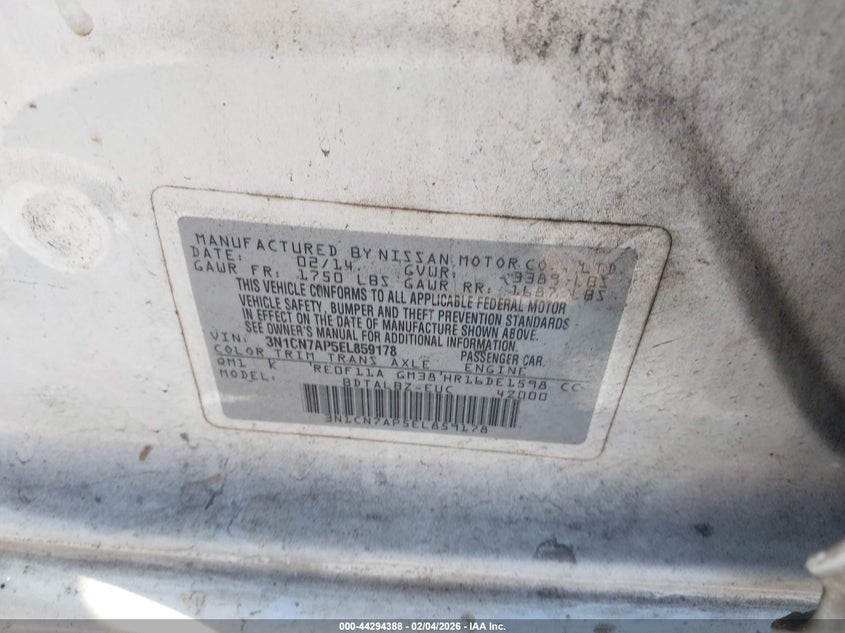 MANUFACTURED BY NISSAN MOTOR CO., LTD.
DATE: 02/14 GVWR: 3389 LBS
GAWR FR: 1750 LBS GAWR RR: 1687 LBS
THIS VEHICLE CONFORMS TO ALL APPLICABLE FEDERAL MOTOR
VEHICLE SAFETY, BUMPER AND THEFT PREVENTION STANDARDS
IN EFFECT ON THE DATE OF MANUFACTURE SHOWN ABOVE.
SEE OWNER'S MANUAL FOR ADDITIONAL INFORMATION.
VIN: 3N1CN7AP5EL859178 PASSENGER CAR.
COLOR TRIM TRANS AXLE ENGINE
QM1 K RE0F11A GM38 HR16DE1598 CC
MODEL: BDTALBZ-EUC 42000
3N1CN7AP5EL859178
000-44294388 - 02/04/2026 - IAA Inc.